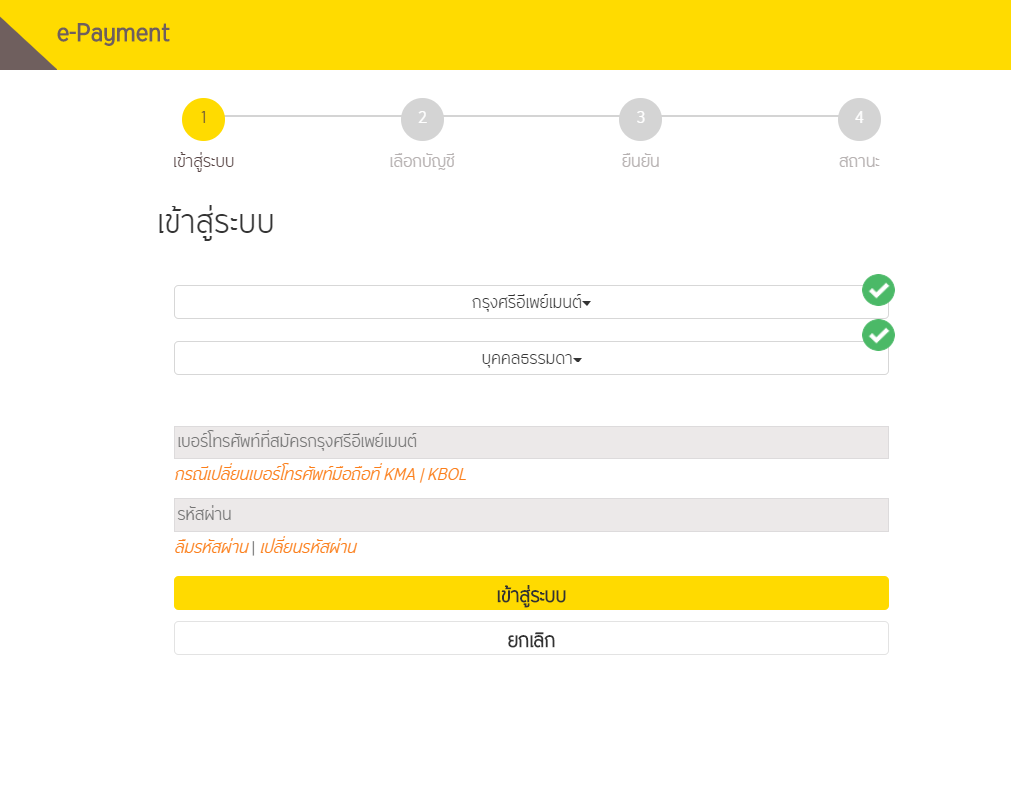 e-Payment
1
2
3
4
เข้าสู่ระบบ
เลือกบัญชี
ยืนยัน
สถานะ
เข้าสู่ระบบ
กรุงศรีอีเพย์เมนต์
บุคคลธรรมดา
เบอร์โทรศัพท์ที่สมัครกรุงศรีอีเพย์เมนต์
กรณีเปลี่ยนเบอร์โทรศัพท์มือถือที่ KMA | KBOL
รหัสผ่าน
ลืมรหัสผ่าน | เปลี่ยนรหัสผ่าน
เข้าสู่ระบบ
ยกเลิก